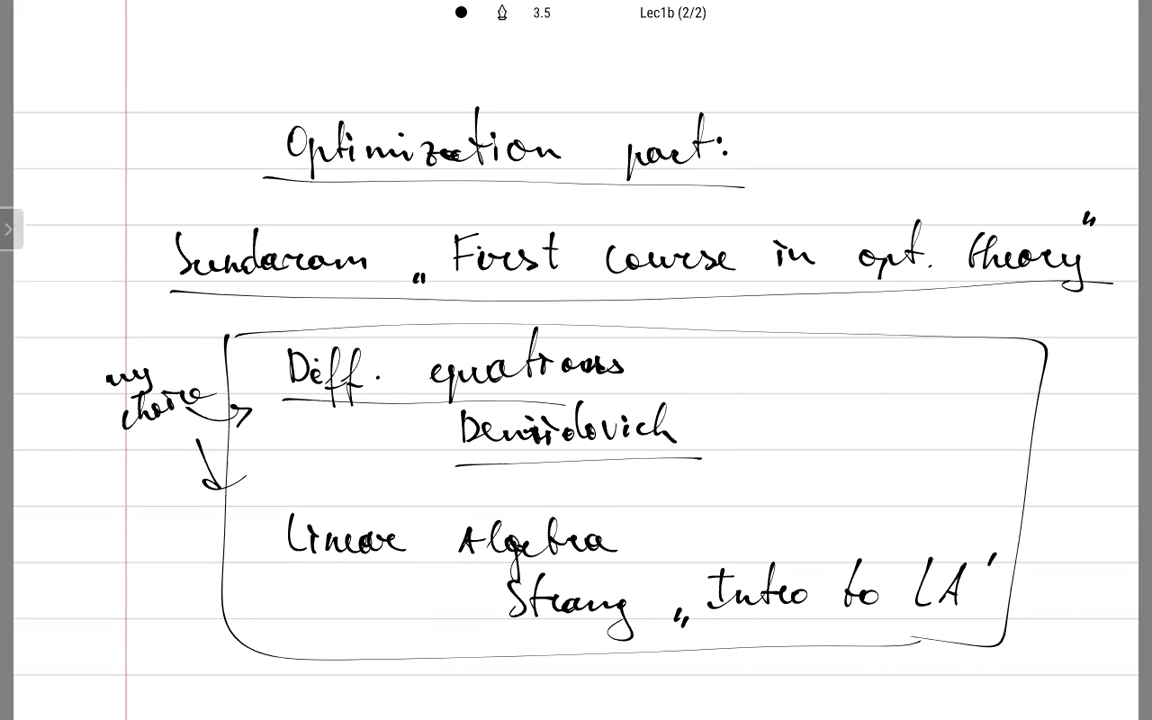 3.5 Lec1b (2/2)
Optimization part:
Sundaram „First course in opt. theory“
Diff. equations
my
choice
Demidovich
Linear Algebra
Strang „Intro to LA'